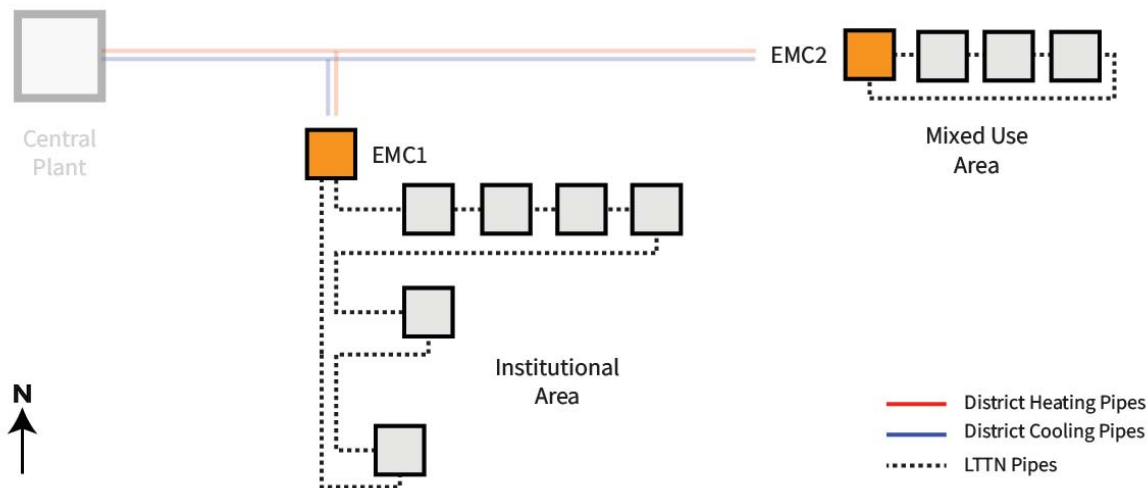 EMC2
Central
Plant
Mixed Use
Area
EMC1
Institutional
Area
N
District Heating Pipes
District Cooling Pipes
LTTN Pipes